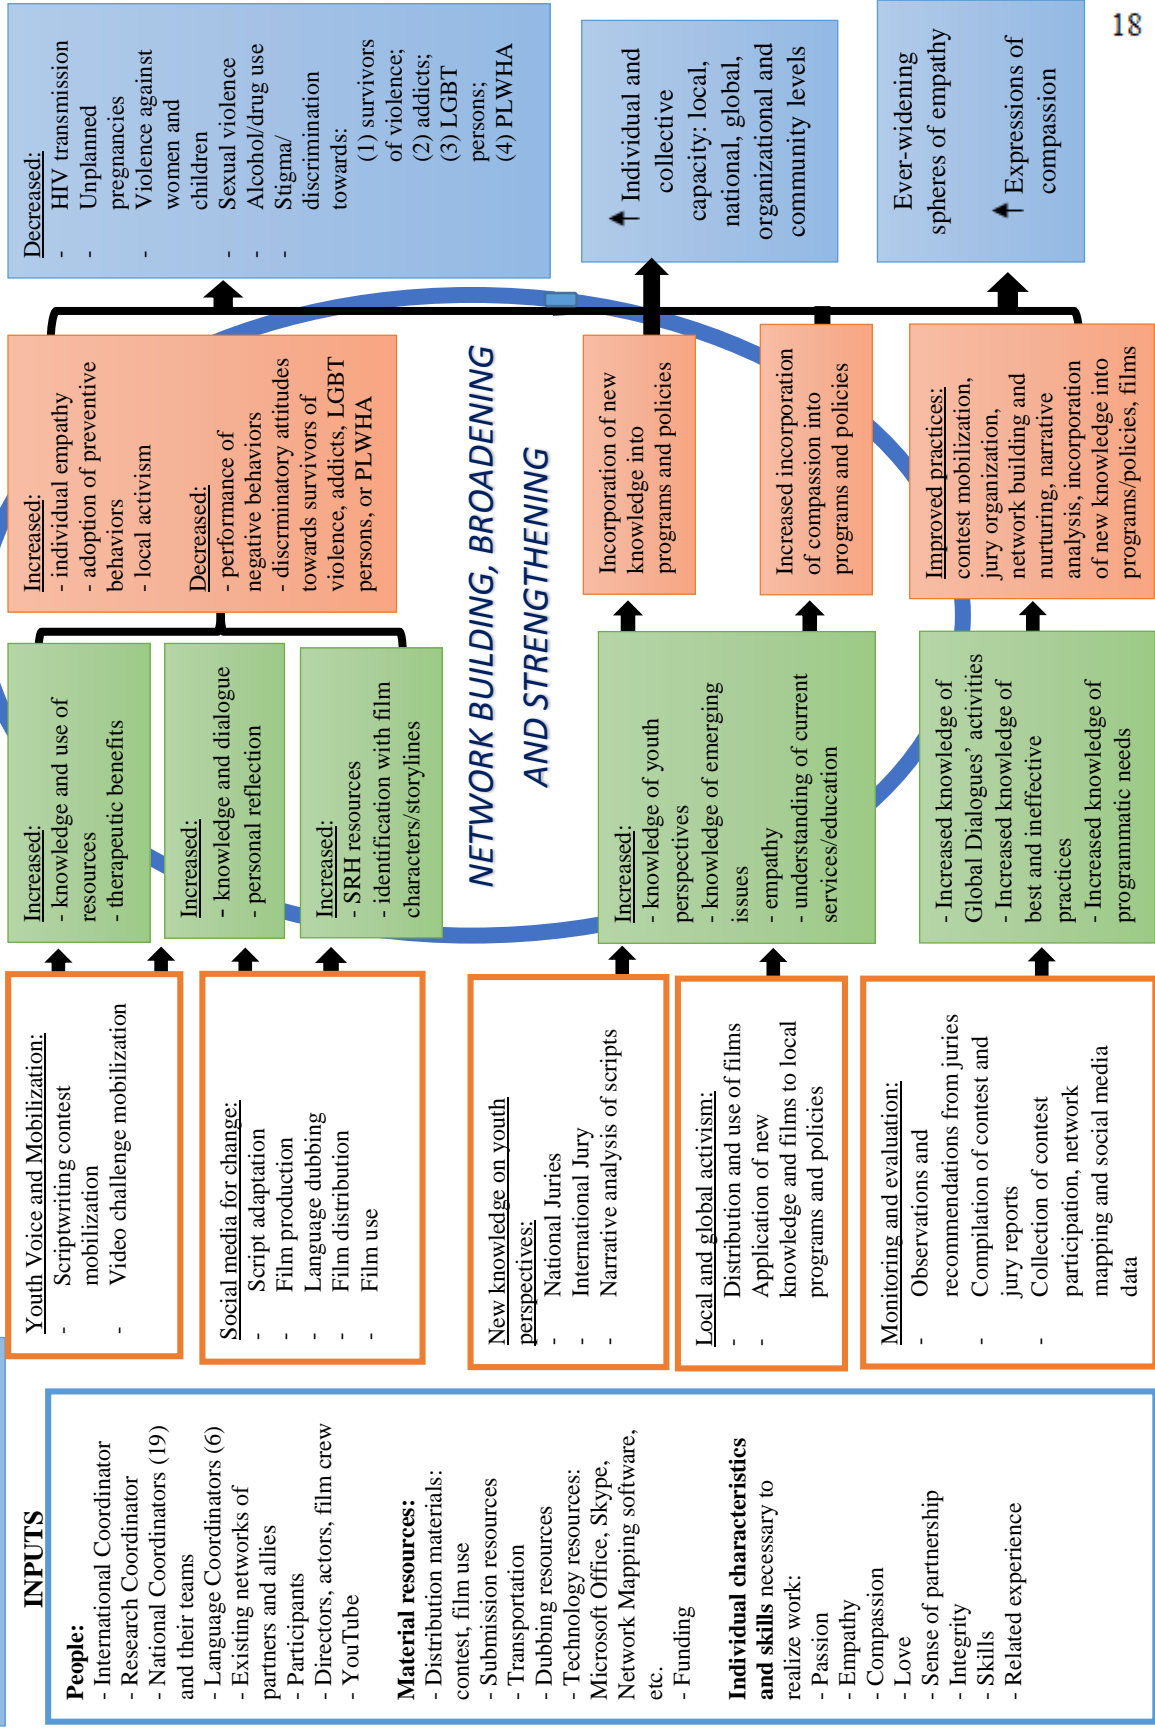 INPUTS
People:
- International Coordinator
- Research Coordinator
- National Coordinators (19)
and their teams
- Language Coordinators (6)
- Existing networks of
partners and allies
- Participants
- Directors, actors, film crew
- YouTube
Material resources:
- Distribution materials:
contest, film use
- Submission resources
- Transportation
- Dubbing resources
- Technology resources:
Microsoft Office, Skype,
Network Mapping software,
etc.
- Funding
Individual characteristics
and skills necessary to
realize work:
- Passion
- Empathy
- Compassion
- Love
- Sense of partnership
- Integrity
- Skills
- Related experience
Youth Voice and Mobilization:
- Scriptwriting contest
mobilization
- Video challenge mobilization
Social media for change:
- Script adaptation
- Film production
- Language dubbing
- Film distribution
- Film use
New knowledge on youth
perspectives:
- National Juries
- International Jury
- Narrative analysis of scripts
Local and global activism:
- Distribution and use of films
- Application of new
knowledge and films to local
programs and policies
Monitoring and evaluation:
- Observations and
recommendations from juries
- Compilation of contest and
jury reports
- Collection of contest
participation, network
mapping and social media
data
Increased:
- knowledge and use of
resources
- therapeutic benefits
Increased:
- knowledge and dialogue
- personal reflection
Increased:
- SRH resources
- identification with film
characters/storylines
NETWORK BUILDING, BROADENING
AND STRENGTHENING
Increased:
- knowledge of youth
perspectives
- knowledge of emerging
issues
- empathy
- understanding of current
services/education
- Increased knowledge of
Global Dialogues' activities
- Increased knowledge of
best and ineffective
practices
- Increased knowledge of
programmatic needs
Increased:
- individual empathy
- adoption of preventive
behaviors
- local activism
Decreased:
- performance of
negative behaviors
- discriminatory attitudes
towards survivors of
violence, addicts, LGBT
persons, or PLWHA
Incorporation of new
knowledge into
programs and policies
Increased incorporation
of compassion into
programs and policies
Improved practices:
contest mobilization,
jury organization,
network building and
nurturing, narrative
analysis, incorporation
of new knowledge into
programs/policies, films
Decreased:
- HIV transmission
- Unplanned
pregnancies
- Violence against
women and
children
- Sexual violence
- Alcohol/drug use
- Stigma/
discrimination
towards:
(1) survivors
of violence;
(2) addicts;
(3) LGBT
persons;
(4) PLWHA
Individual and
collective
capacity: local,
national, global,
organizational and
community levels
Ever-widening
spheres of empathy
Expressions of
compassion
18